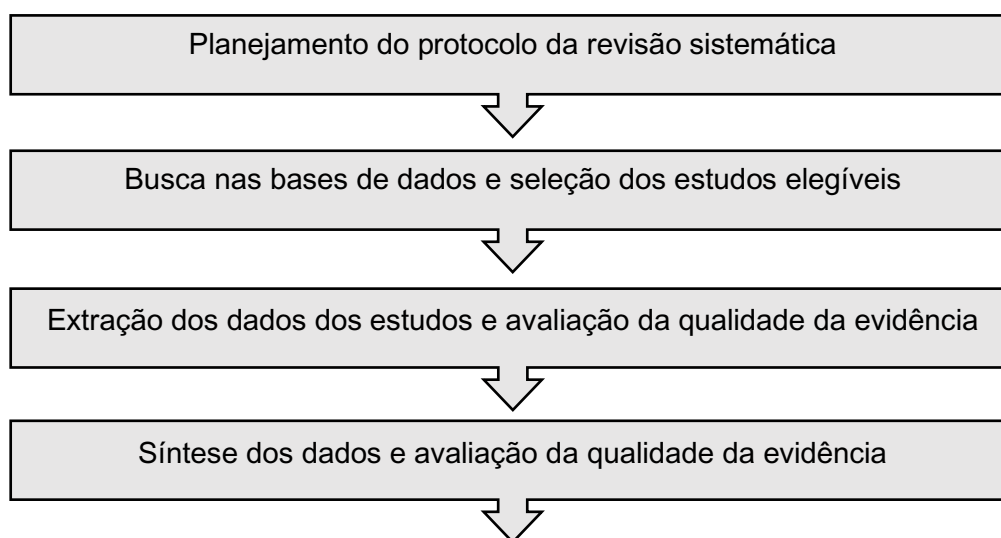 Planejamento do protocolo da revisão sistemática
Busca nas bases de dados e seleção dos estudos elegíveis
Extração dos dados dos estudos e avaliação da qualidade da evidência
Síntese dos dados e avaliação da qualidade da evidência